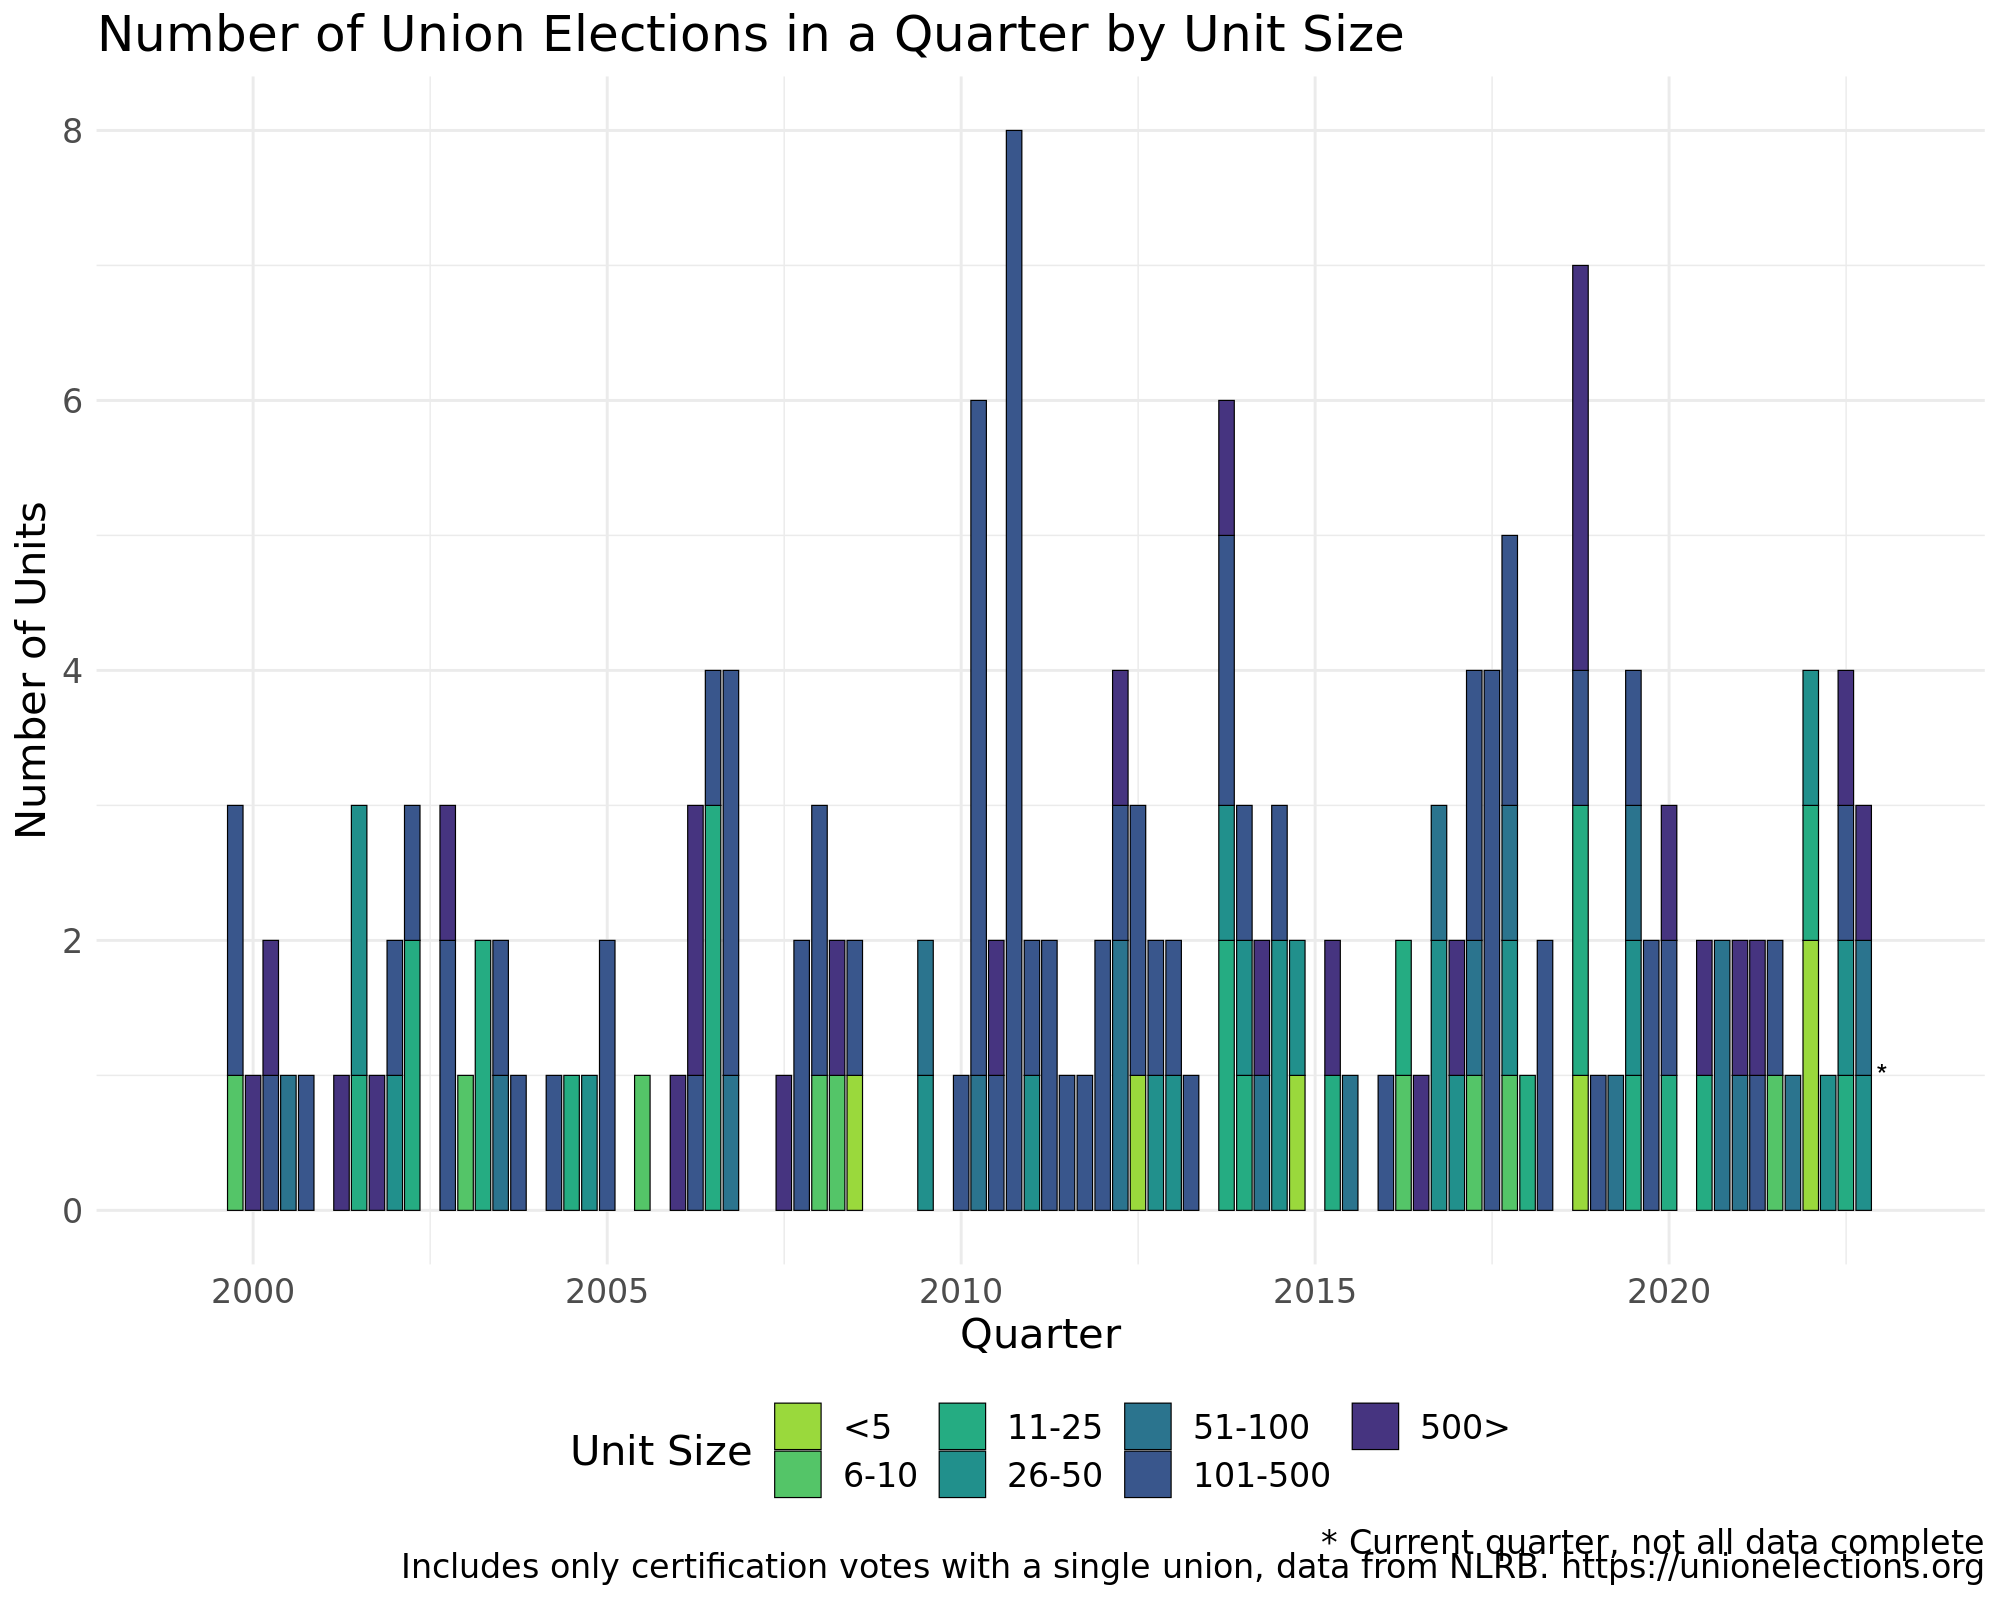 Number of Union Elections in a Quarter by Unit Size
Number of Units
8
6
4
2
0
*
2000 2005 2010 2015 2020
Quarter
Unit Size
<5 11-25 51-100 500>
6-10 26-50 101-500
* Current quarter, not all data complete
Includes only certification votes with a single union, data from NLRB. https://unionelections.org